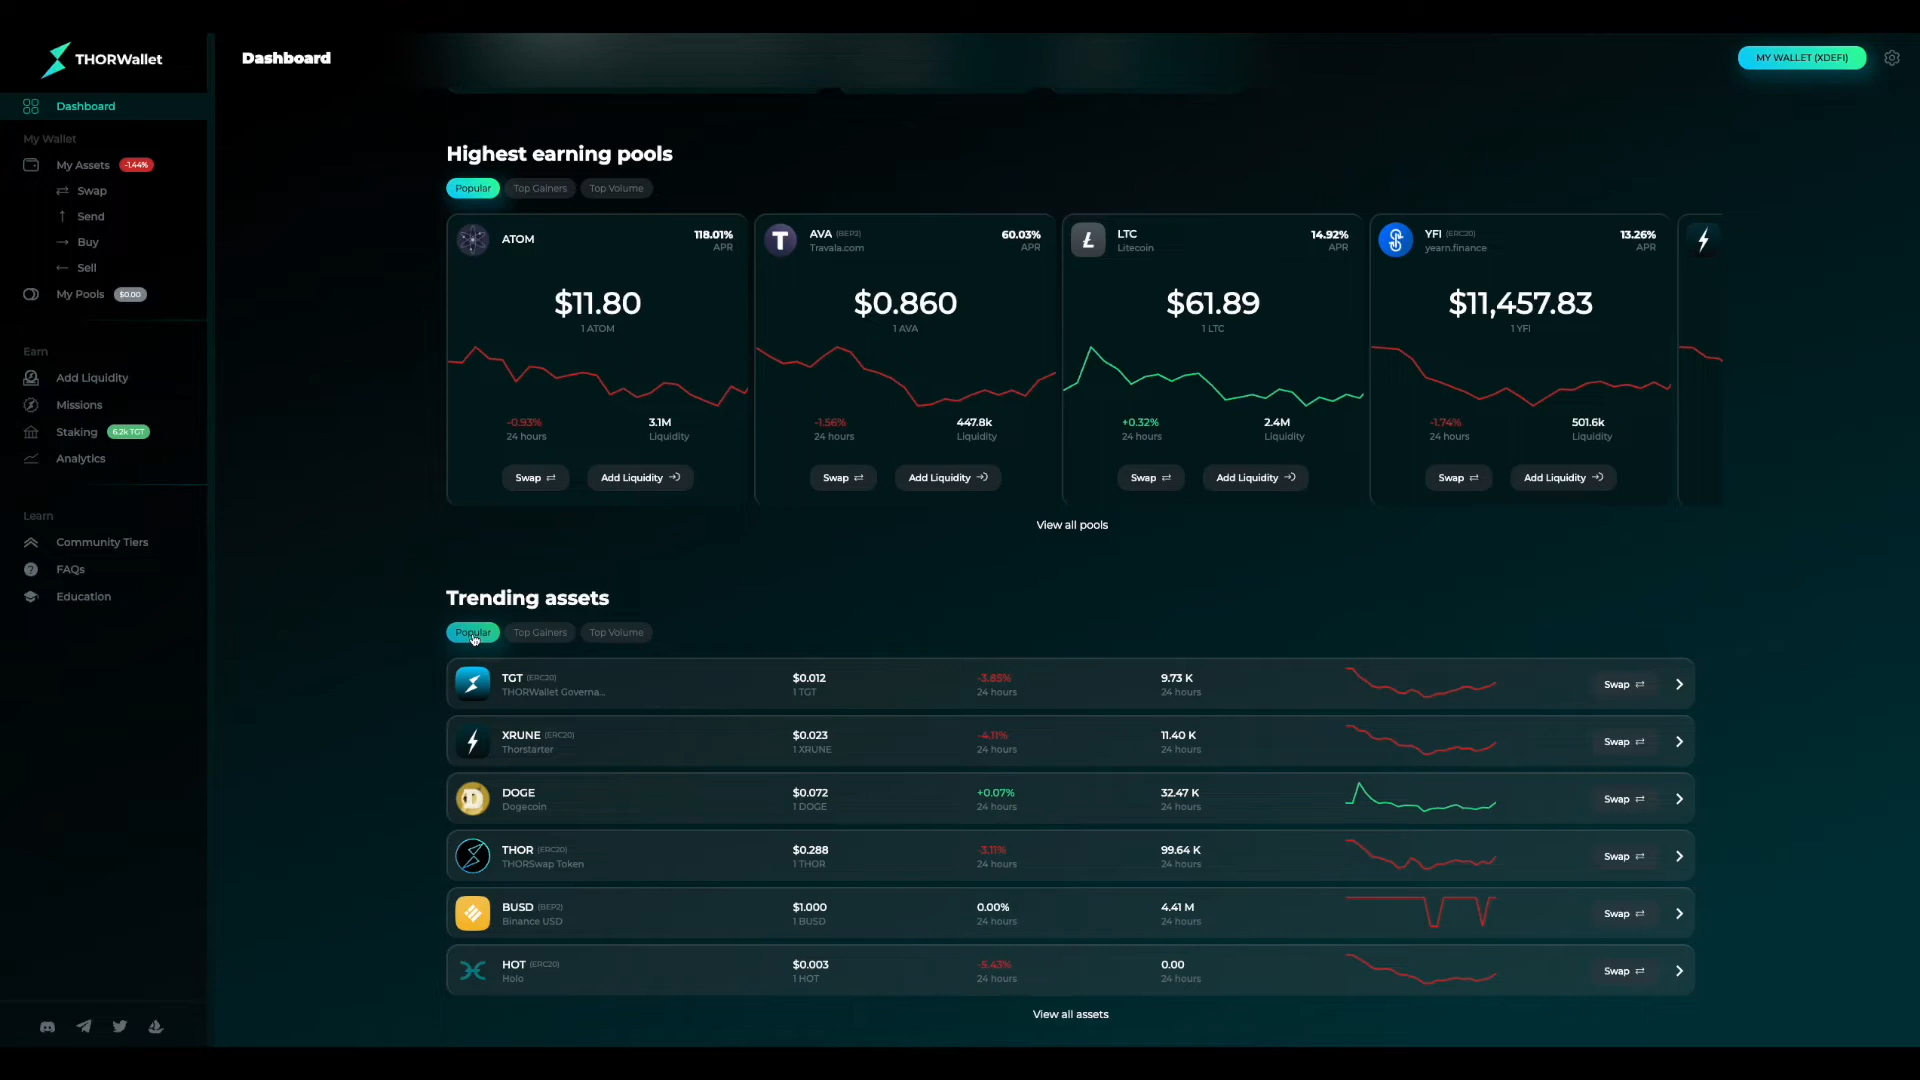 THORWallet
Dashboard
MY WALLET (XDEFI)
Dashboard
My Wallet
My Assets -1.44%
Swap
Send
Buy
Sell
My Pools $0.00
Earn
Add Liquidity
Missions
Staking 6.2k TGT
Analytics
Learn
Community Tiers
FAQs
Education
Highest earning pools
Popular Top Gainers Top Volume
ATOM 118.01%
APR
$11.80
1 ATOM
-0.93% 3.1M
24 hours Liquidity
Swap Add Liquidity
AVA (BEP2) 60.03%
Travala.com APR
$0.860
1 AVA
-1.56% 447.8k
24 hours Liquidity
Swap Add Liquidity
LTC 14.92%
Litecoin APR
$61.89
1 LTC
+0.32% 2.4M
24 hours Liquidity
Swap Add Liquidity
YFI (ERC20) 13.26%
yearn.finance APR
$11,457.83
1 YFI
-1.74% 501.6k
24 hours Liquidity
Swap Add Liquidity
View all pools
Trending assets
Popular Top Gainers Top Volume
TGT (ERC20) $0.012 -3.85% 9.73 K Swap
THORWallet Governa... 1 TGT 24 hours 24 hours
XRUNE (ERC20) $0.023 -4.11% 11.40 K Swap
Thorstarter 1 XRUNE 24 hours 24 hours
DOGE $0.072 +0.07% 32.47 K Swap
Dogecoin 1 DOGE 24 hours 24 hours
THOR (ERC20) $0.288 -3.11% 99.64 K Swap
THORSwap Token 1 THOR 24 hours 24 hours
BUSD (BEP2) $1.000 0.00% 4.41 M Swap
Binance USD 1 BUSD 24 hours 24 hours
HOT (ERC20) $0.003 -5.43% 0.00 Swap
Holo 1 HOT 24 hours 24 hours
View all assets